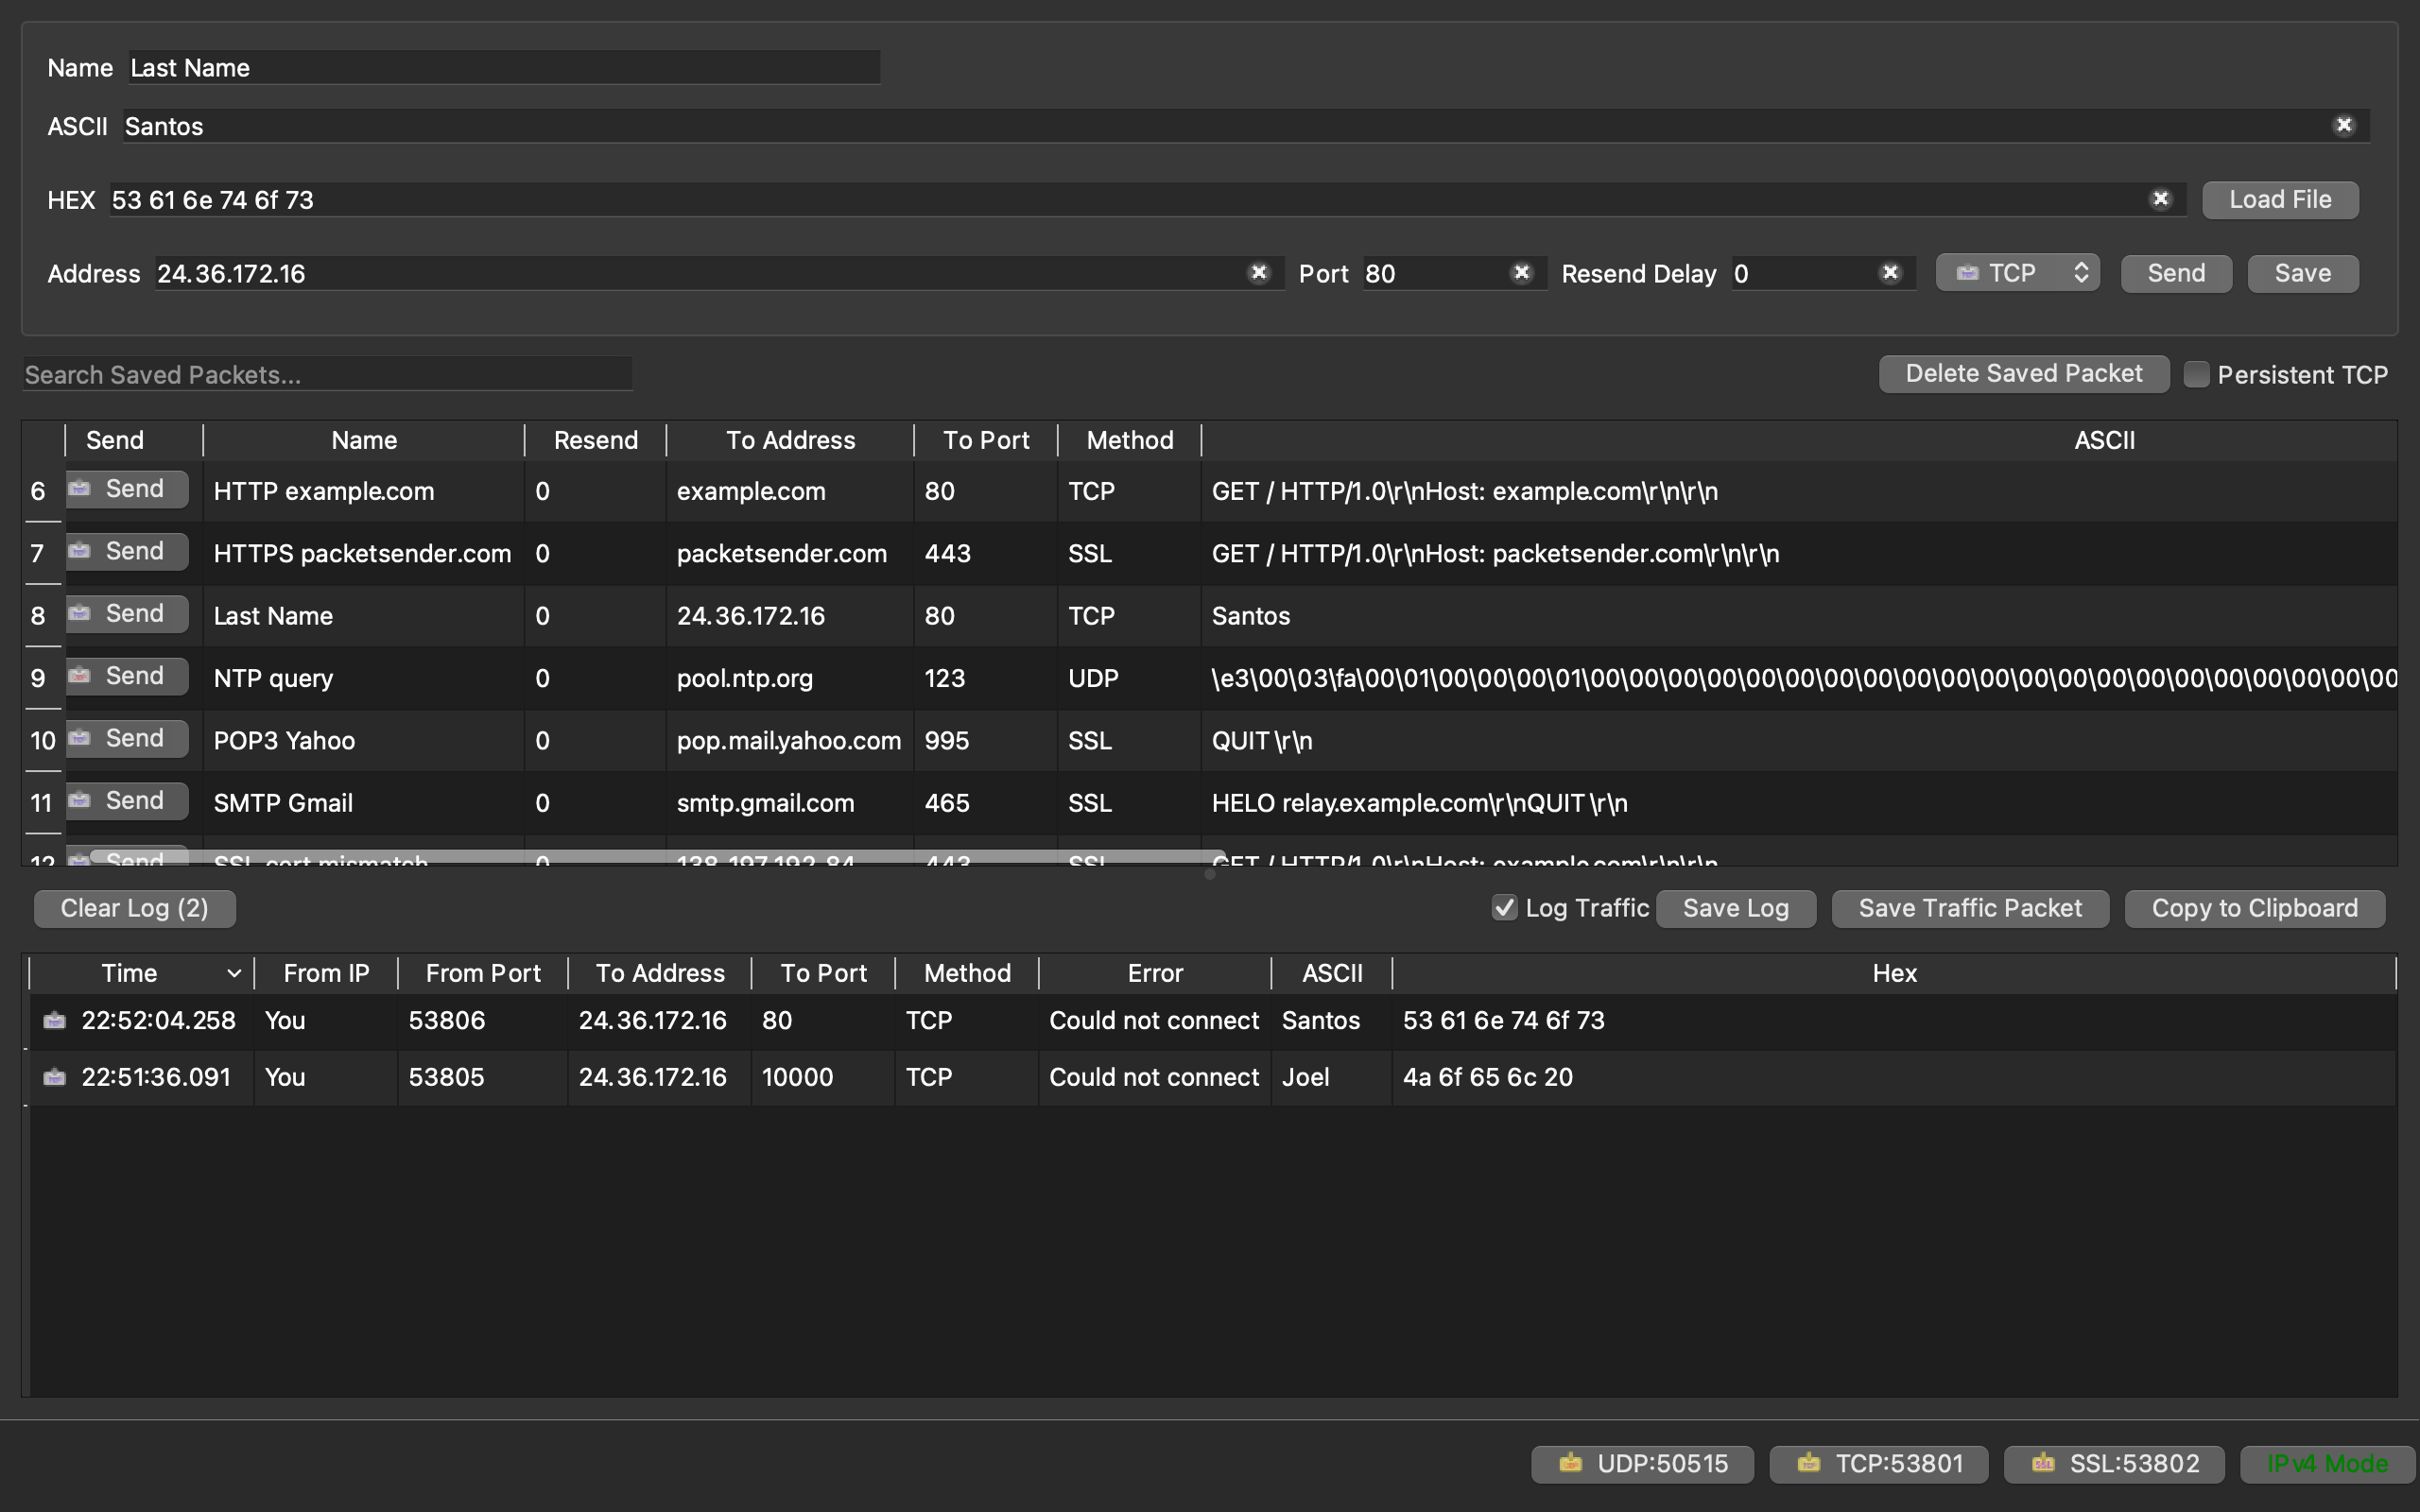 Name Last Name
ASCII Santos
HEX 53 61 6e 74 6f 73 Load File
Address 24.36.172.16 Port 80 Resend Delay 0 TCP Send Save
Search Saved Packets... Delete Saved Packet Persistent TCP
Send Name Resend To Address To Port Method ASCII
6 Send HTTP example.com 0 example.com 80 TCP GET / HTTP/1.0\r\nHost: example.com\r\n\r\n
7 Send HTTPS packetsender.com 0 packetsender.com 443 SSL GET / HTTP/1.0\r\nHost: packetsender.com\r\n\r\n
8 Send Last Name 0 24.36.172.16 80 TCP Santos
9 Send NTP query 0 pool.ntp.org 123 UDP \e3\00\03\fa\00\01\00\00\00\01\00\00\00\00\00\00\00\00\00\00\00\00\00\00\00\00\00\00\00\00\00
10 Send POP3 Yahoo 0 pop.mail.yahoo.com 995 SSL QUIT\r\n
11 Send SMTP Gmail 0 smtp.gmail.com 465 SSL HELO relay.example.com\r\nQUIT\r\n
12 Send SSL cert mismatch 0 138.197.192.84 443 SSL GET / HTTP/1.0\r\nHost: example.com\r\n\r\n
Clear Log (2) Log Traffic Save Log Save Traffic Packet Copy to Clipboard
Time From IP From Port To Address To Port Method Error ASCII Hex
22:52:04.258 You 53806 24.36.172.16 80 TCP Could not connect Santos 53 61 6e 74 6f 73
22:51:36.091 You 53805 24.36.172.16 10000 TCP Could not connect Joel 4a 6f 65 6c 20
UDP:50515 TCP:53801 SSL:53802 IPv4 Mode